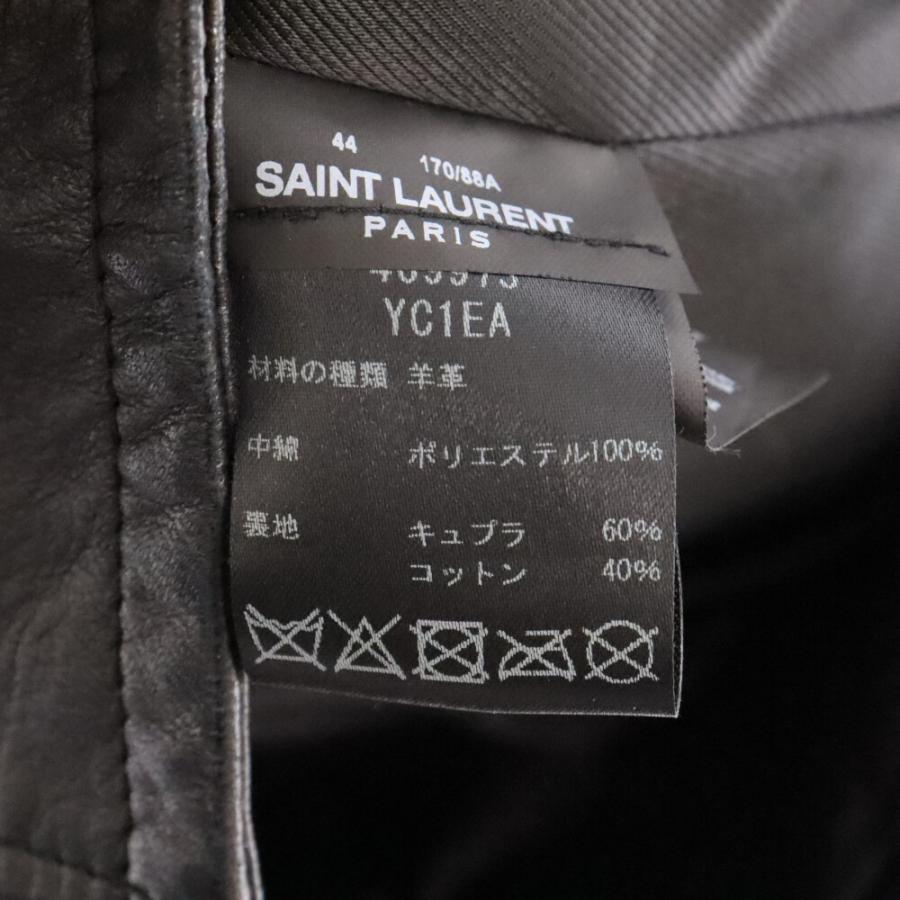 44 170/88A
SAINT LAURENT
PARIS
YC1EA
材料の種類 羊革
中綿 ポリエステル100%
裏地 キュプラ 60%
コットン 40%